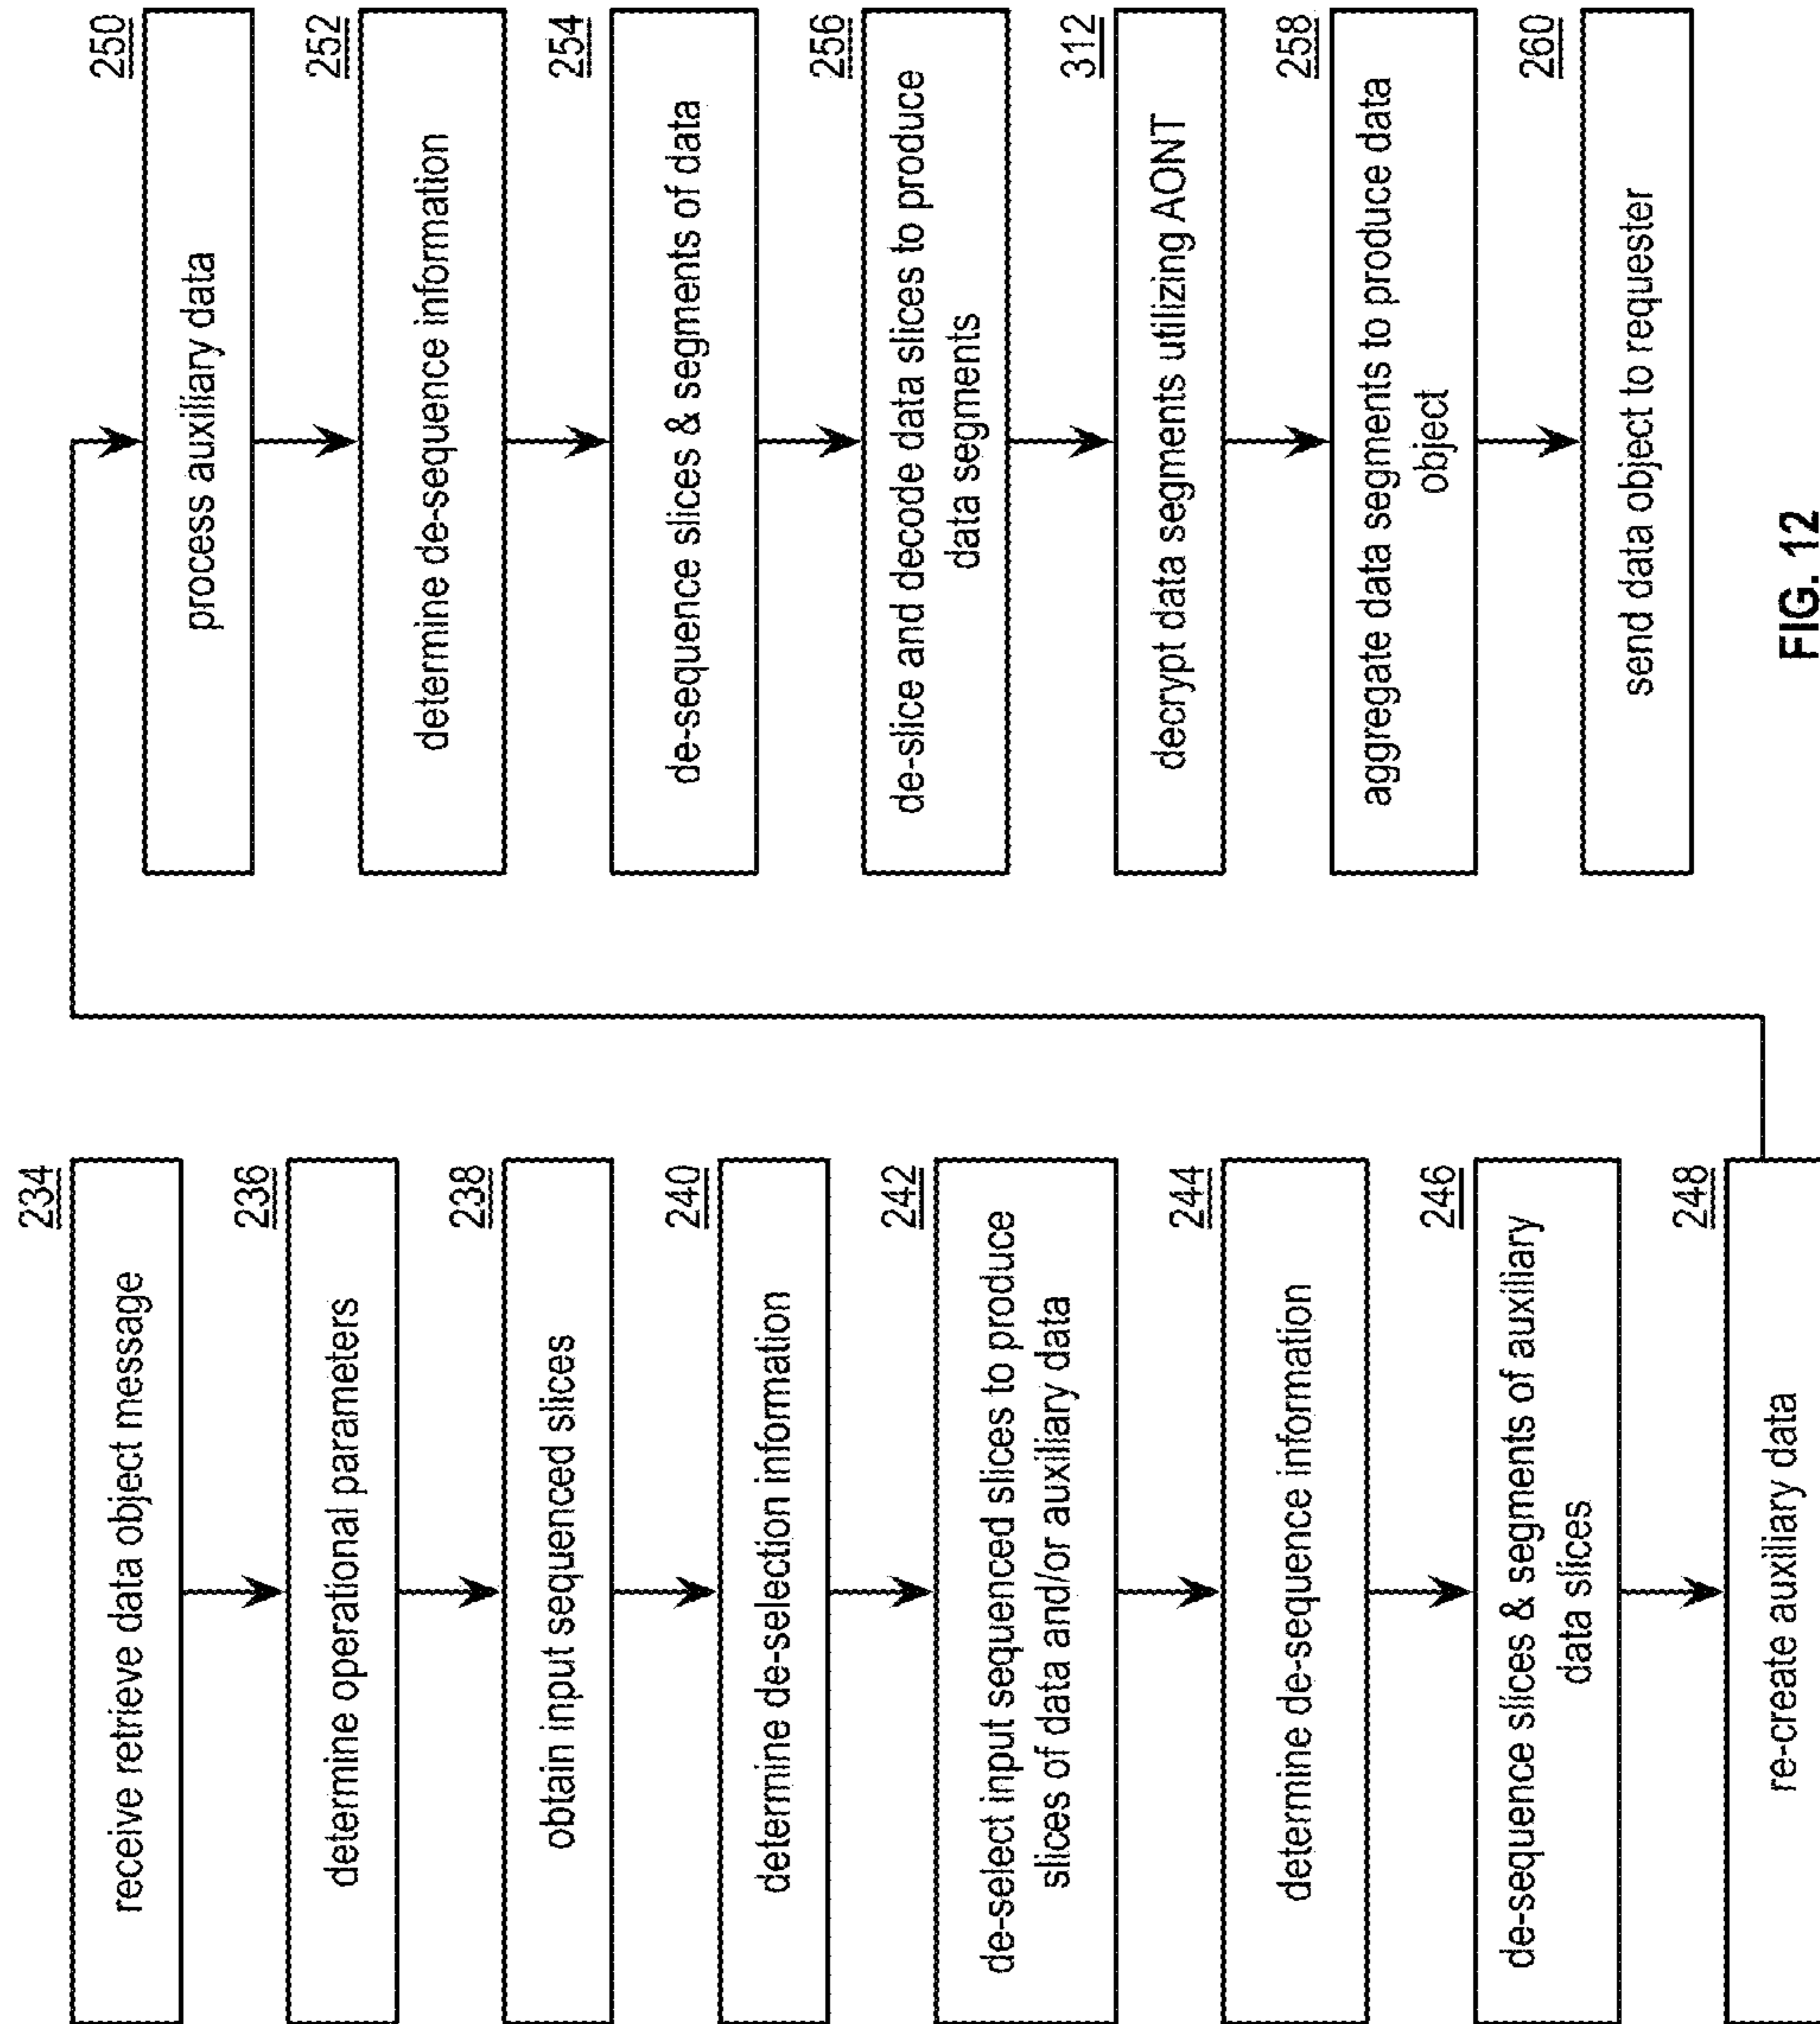 234
receive retrieve data object message
236
determine operational parameters
238
obtain input sequenced slices
240
determine de-selection information
242
de-select input sequenced slices to produce
slices of data and/or auxiliary data
244
determine de-sequence information
246
de-sequence slices & segments of auxiliary
data slices
248
re-create auxiliary data
250
process auxiliary data
252
determine de-sequence information
254
de-sequence slices & segments of data
256
de-slice and decode data slices to produce
data segments
312
decrypt data segments utilizing AONT
258
aggregate data segments to produce data
object
260
send data object to requester
FIG. 12